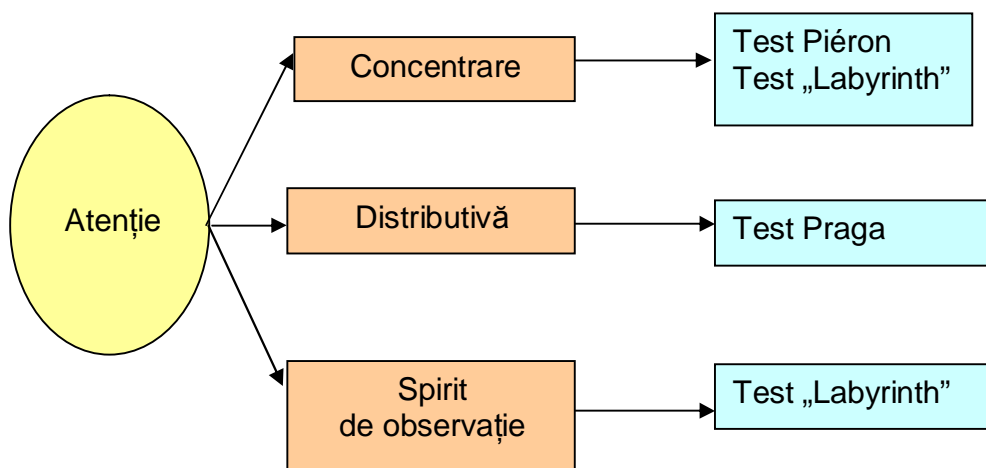 Atenție
Concentrare
Test Piéron
Test „Labyrinth”
Distributivă
Test Praga
Spirit
de observație
Test „Labyrinth”